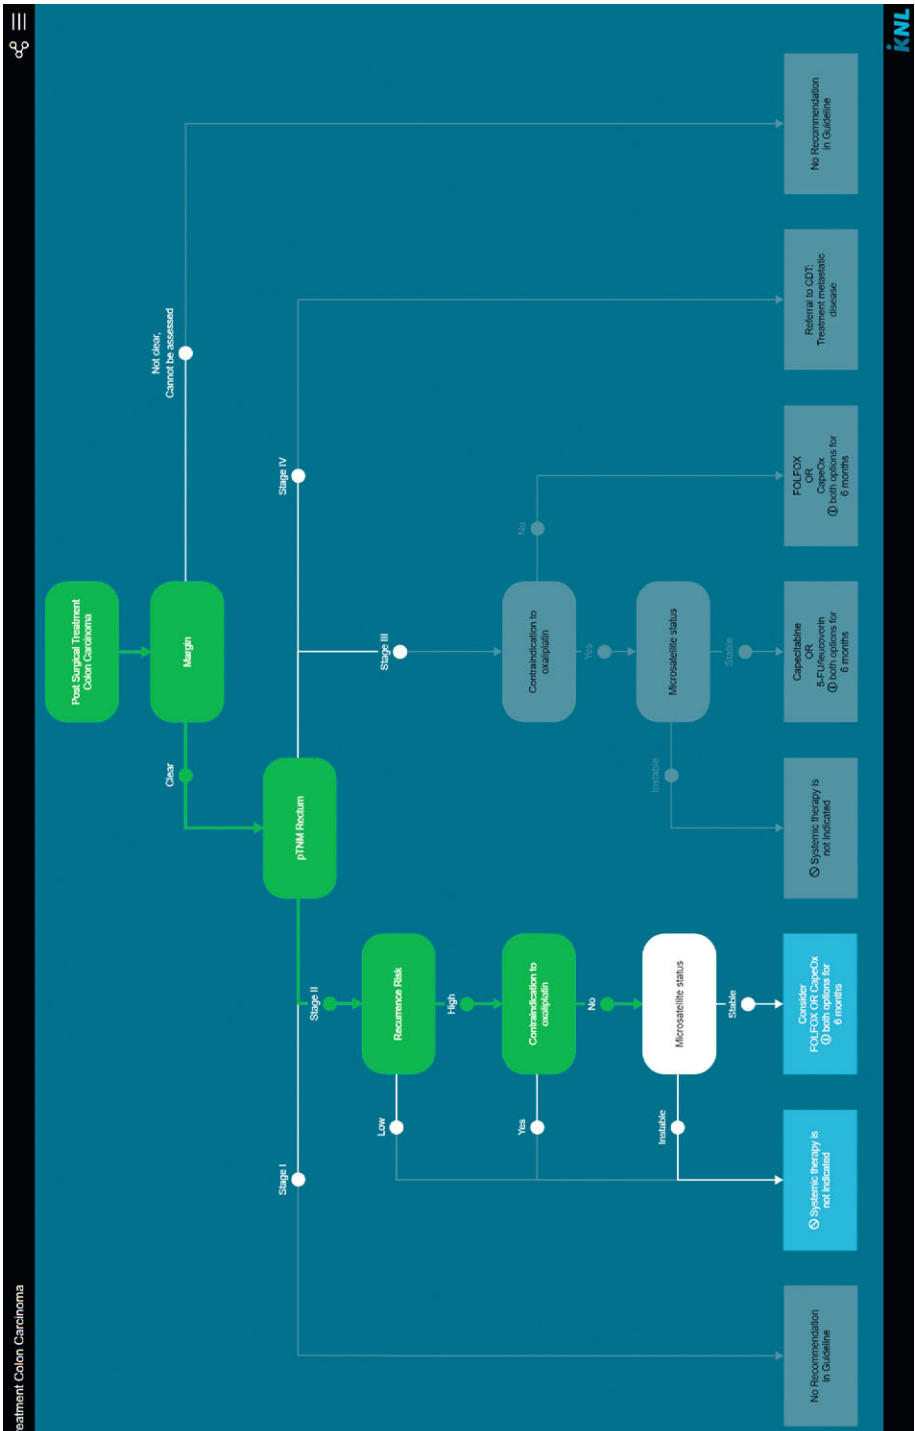 eatment Colon Carcinoma
iKNL
Post Surgical Treatment
Colon Carcinoma
Margin
Clear
Not clear,
Cannot be assessed
pTNM Rectum
Stage I
Stage II
Stage III
Stage IV
Recurrence Risk
Low
High
Contraindication to
oxaliplatin
Yes
No
Microsatellite status
Instable
Stable
Contraindication to
oxaliplatin
Yes
No
Microsatellite status
Instable
Stable
No Recommendation
in Guideline
Systemic therapy is
not indicated
Consider
FOLFOX OR CapeOx
ⓘ both options for
6 months
Systemic therapy is
not indicated
Capecitabine
OR
5-FU/leucovorin
ⓘ both options for
6 months
FOLFOX
OR
CapeOx
ⓘ both options for
6 months
Referral to CDT:
Treatment metastatic
disease
No Recommendation
in Guideline